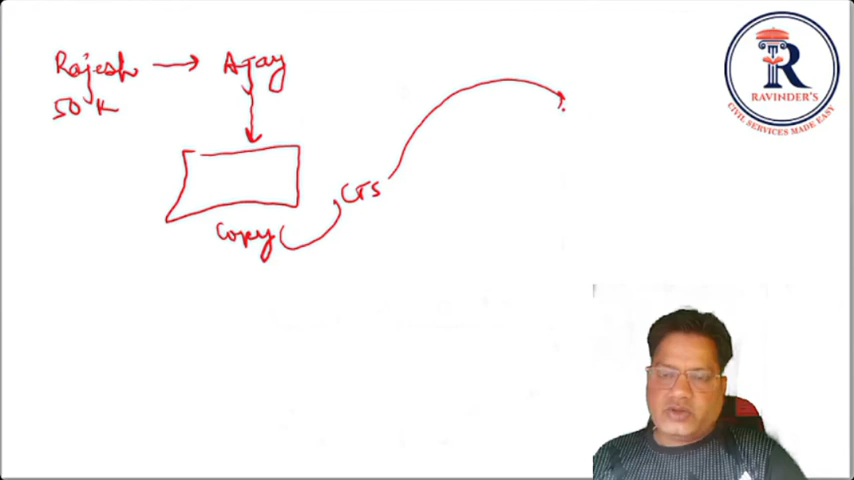 Rajesh → Ajay
50 K
Copy
CTS
R
RAVINDER'S
CIVIL SERVICES MADE EASY